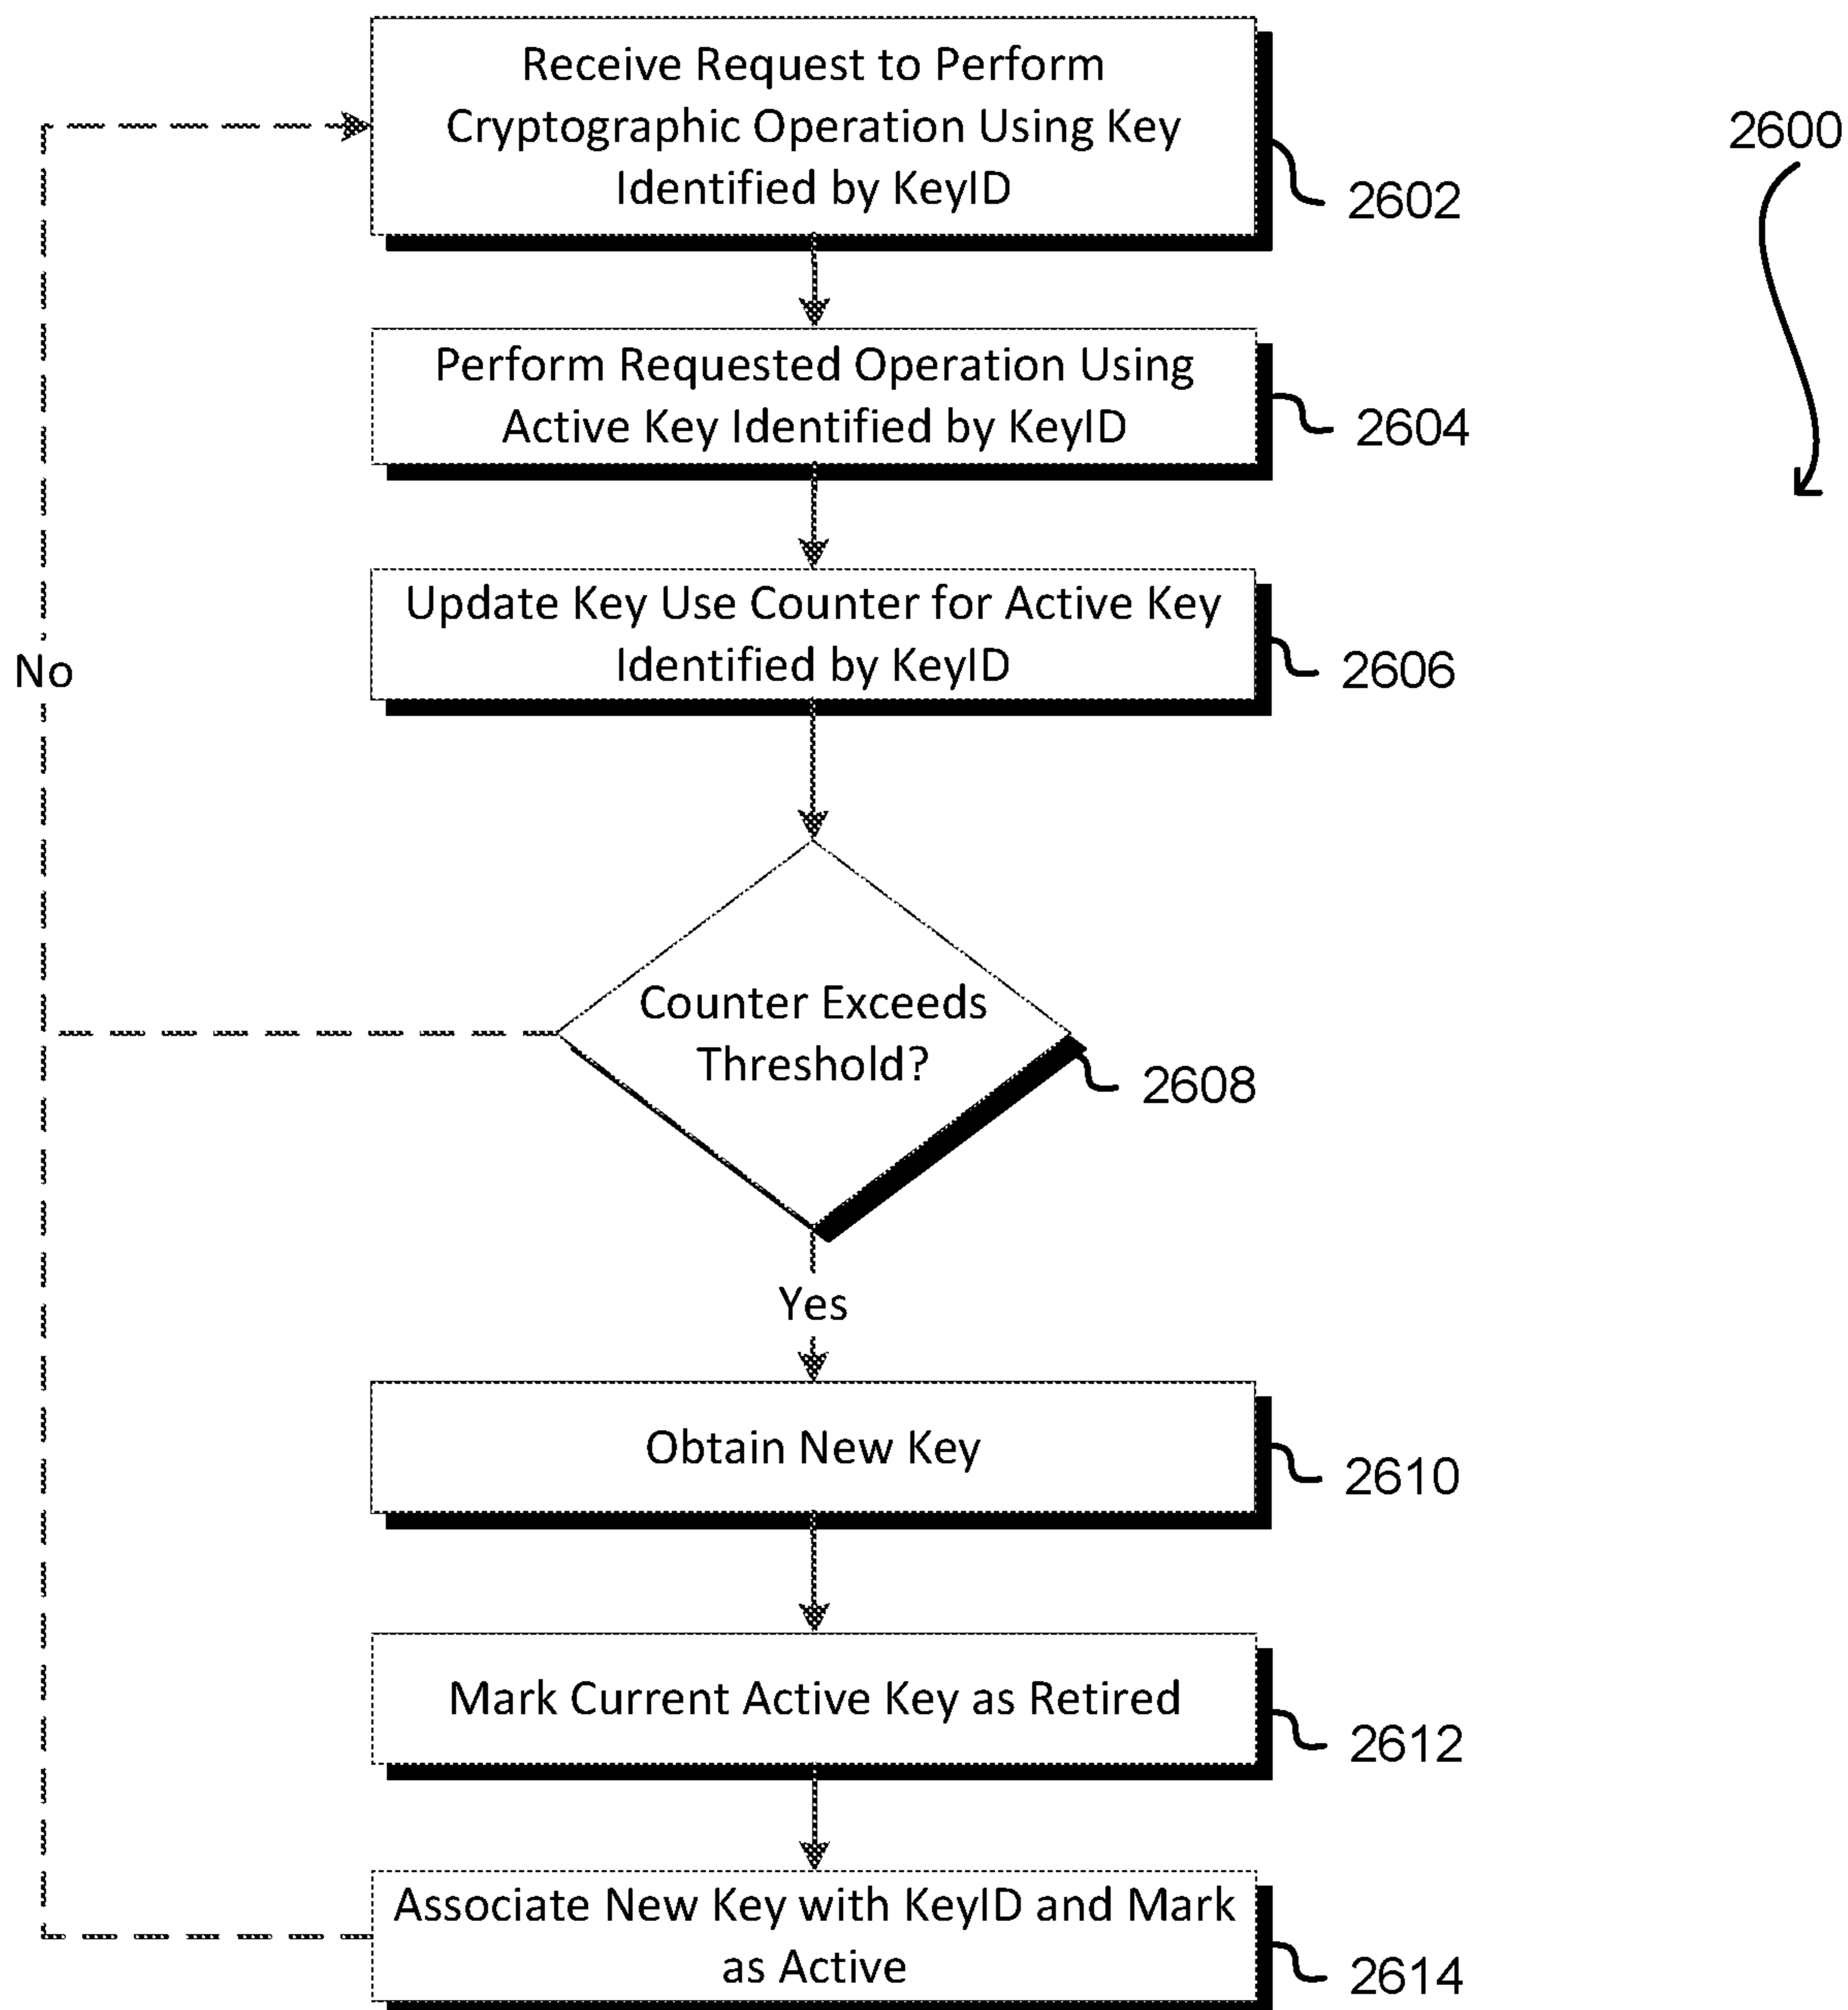 Receive Request to Perform
Cryptographic Operation Using Key
Identified by KeyID
2600
2602
Perform Requested Operation Using
Active Key Identified by KeyID
2604
Update Key Use Counter for Active Key
Identified by KeyID
2606
No
Counter Exceeds
Threshold?
2608
Yes
Obtain New Key
2610
Mark Current Active Key as Retired
2612
Associate New Key with KeyID and Mark
as Active
2614